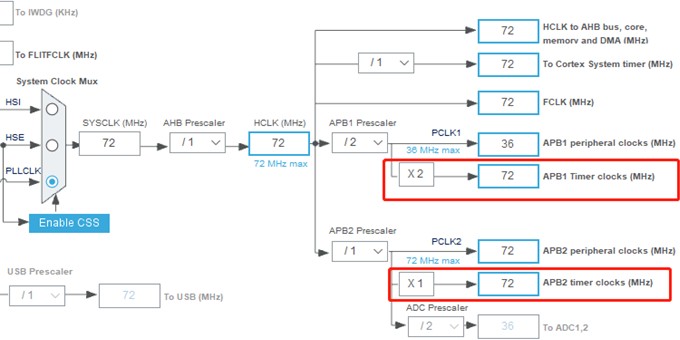 To IWDG (KHz)
To FLITFCLK (MHz)
System Clock Mux
HSI
HSE
PLLCLK
Enable CSS
SYSCLK (MHz)
72
AHB Prescaler
/ 1
HCLK (MHz)
72
72 MHz max
72
HCLK to AHB bus, core,
memory and DMA (MHz)
/ 1
72
To Cortex System timer (MHz)
72
FCLK (MHz)
APB1 Prescaler
/ 2
PCLK1
36 MHz max
36
APB1 peripheral clocks (MHz)
X 2
72
APB1 Timer clocks (MHz)
APB2 Prescaler
/ 1
PCLK2
72 MHz max
72
APB2 peripheral clocks (MHz)
X 1
72
APB2 timer clocks (MHz)
ADC Prescaler
/ 2
36
To ADC1,2
USB Prescaler
/ 1
72
To USB (MHz)